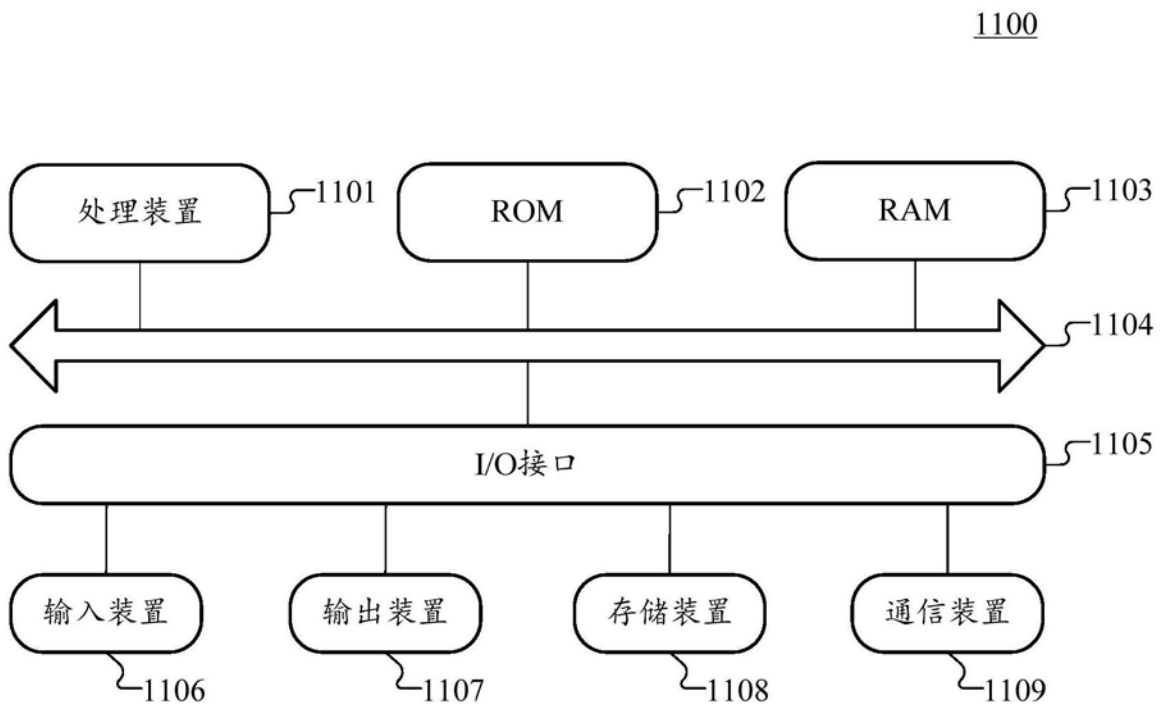 1100
处理装置
1101
ROM
1102
RAM
1103
1104
I/O接口
1105
输入装置
输出装置
存储装置
通信装置
1106
1107
1108
1109